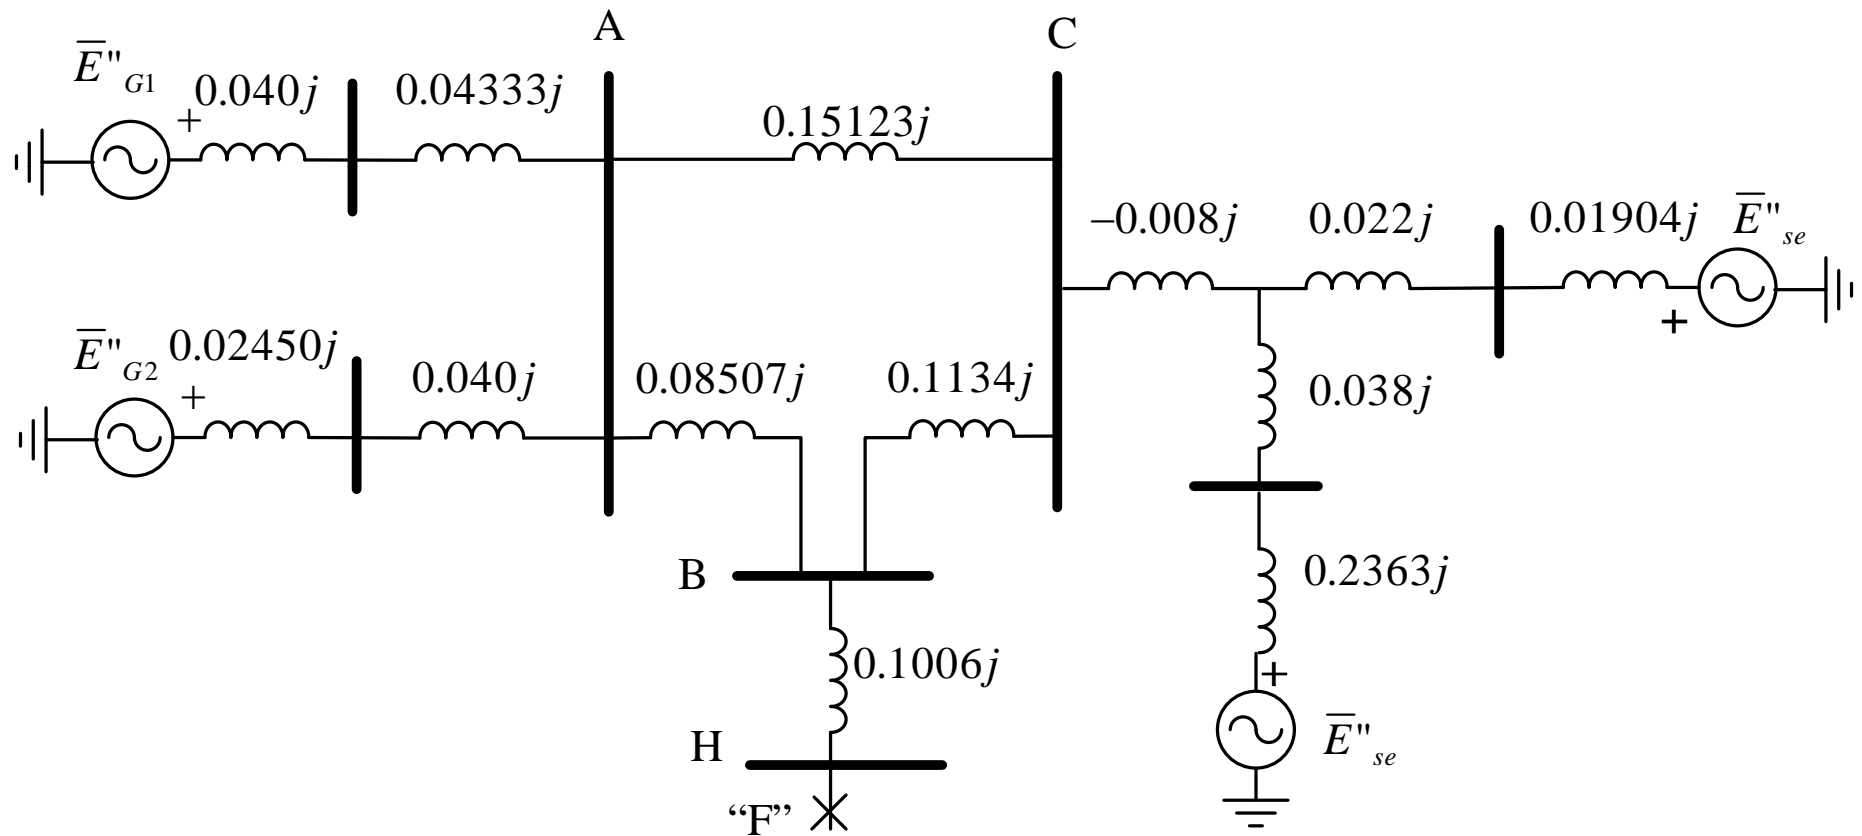 A
C
E̅"G1
+
0.040j
0.04333j
0.15123j
−0.008j
0.022j
0.01904j
E̅"se
+
E̅"G2
+
0.02450j
0.040j
0.08507j
0.1134j
0.038j
B
0.2363j
0.1006j
+
H
E̅"se
“F”